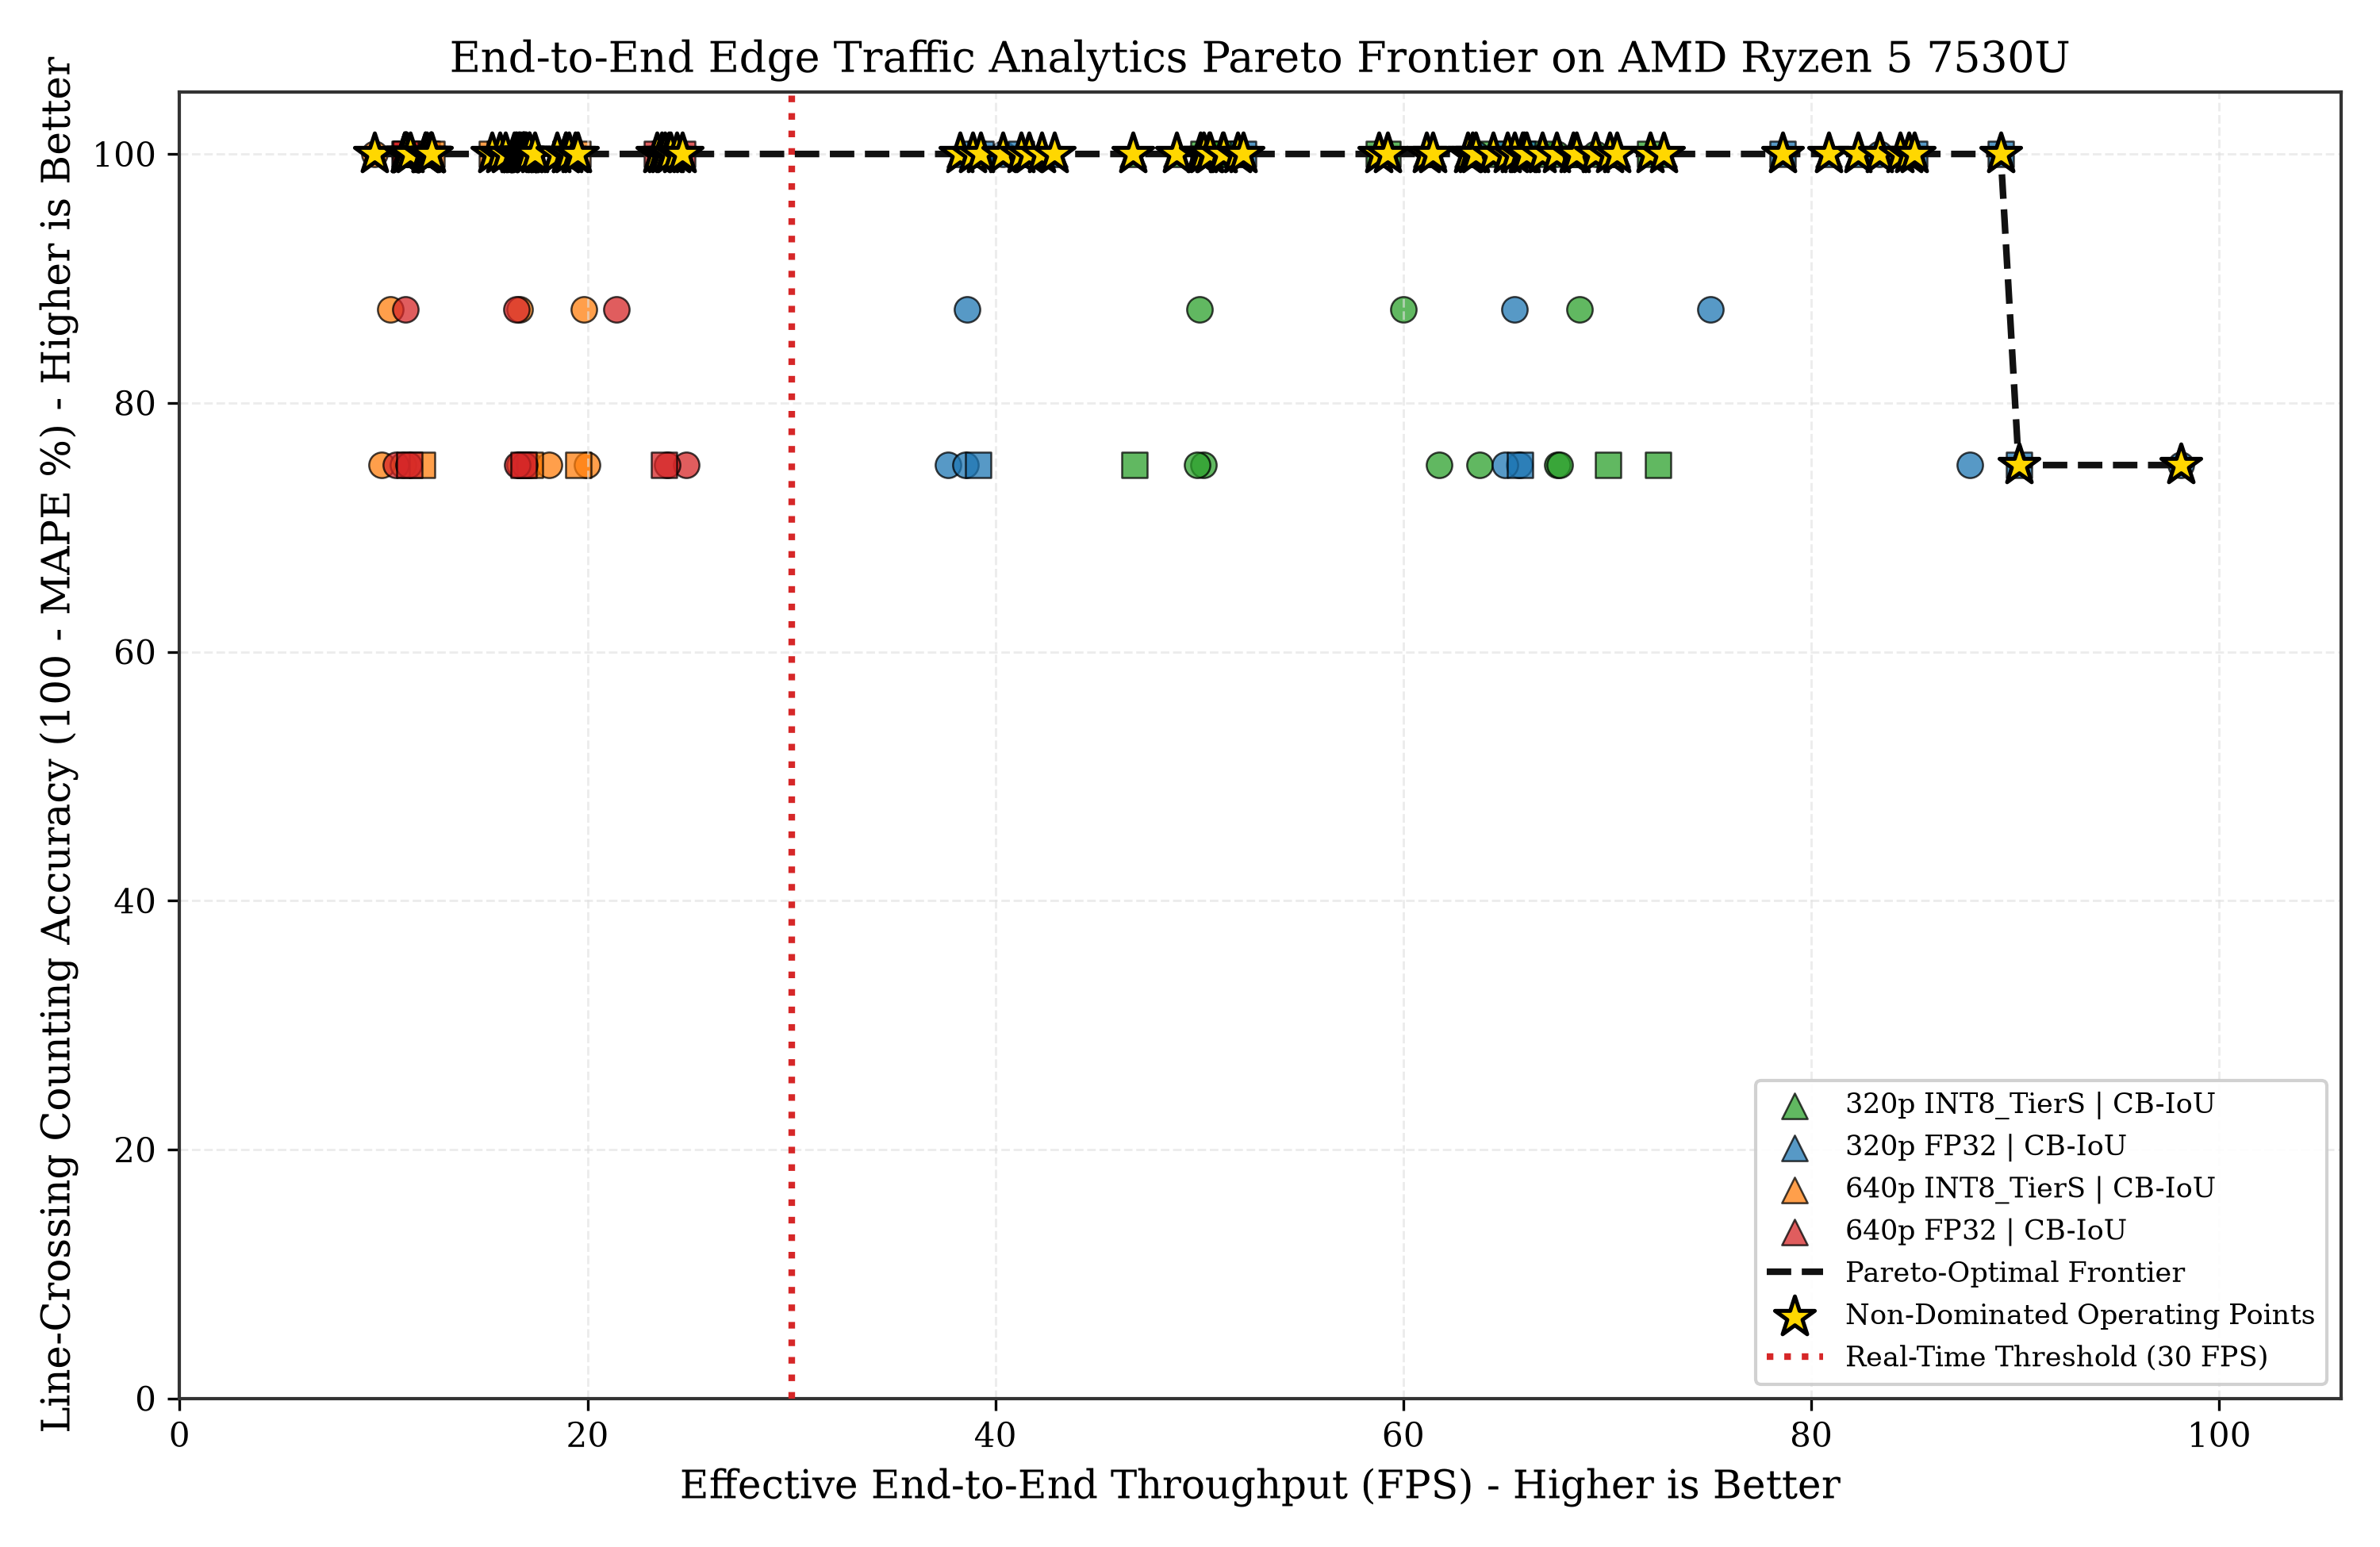 End-to-End Edge Traffic Analytics Pareto Frontier on AMD Ryzen 5 7530U
Line-Crossing Counting Accuracy (100 - MAPE %) - Higher is Better
100
80
60
40
20
0
0 20 40 60 80 100
Effective End-to-End Throughput (FPS) - Higher is Better
320p INT8_TierS | CB-IoU
320p FP32 | CB-IoU
640p INT8_TierS | CB-IoU
640p FP32 | CB-IoU
Pareto-Optimal Frontier
Non-Dominated Operating Points
Real-Time Threshold (30 FPS)